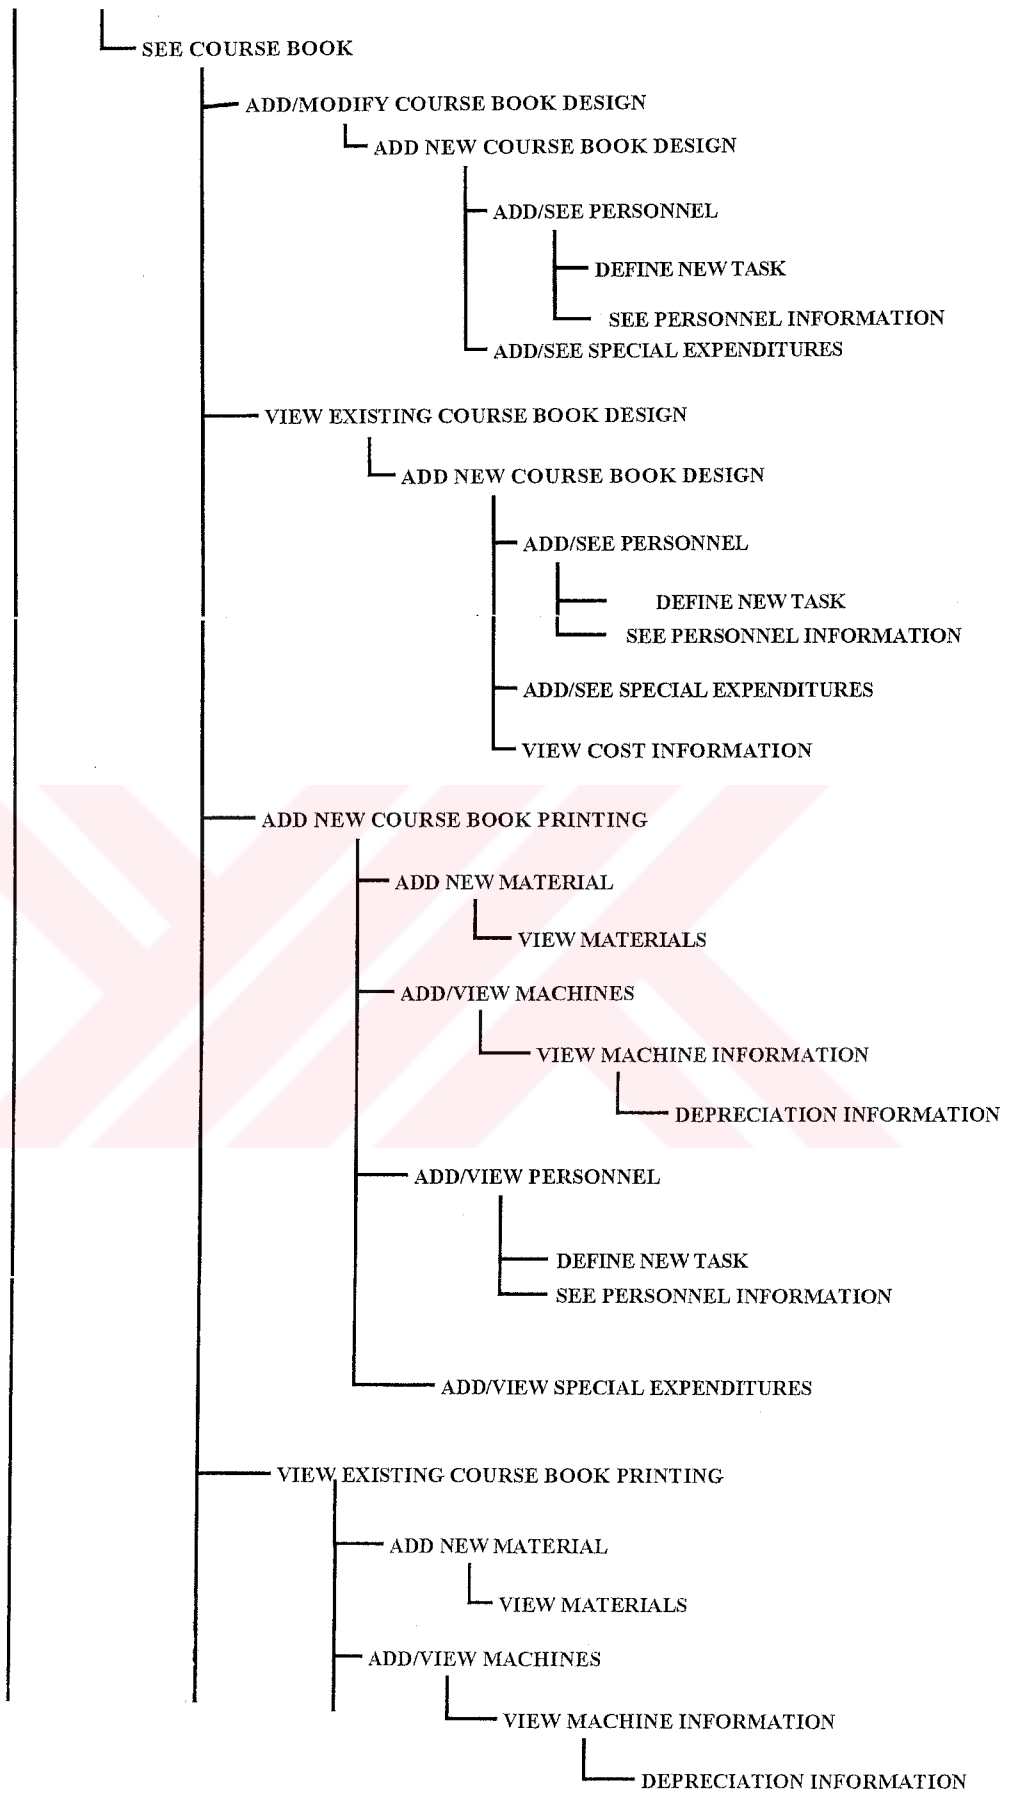 SEE COURSE BOOK
ADD/MODIFY COURSE BOOK DESIGN
ADD NEW COURSE BOOK DESIGN
ADD/SEE PERSONNEL
DEFINE NEW TASK
SEE PERSONNEL INFORMATION
ADD/SEE SPECIAL EXPENDITURES
VIEW EXISTING COURSE BOOK DESIGN
ADD NEW COURSE BOOK DESIGN
ADD/SEE PERSONNEL
DEFINE NEW TASK
SEE PERSONNEL INFORMATION
ADD/SEE SPECIAL EXPENDITURES
VIEW COST INFORMATION
ADD NEW COURSE BOOK PRINTING
ADD NEW MATERIAL
VIEW MATERIALS
ADD/VIEW MACHINES
VIEW MACHINE INFORMATION
DEPRECIATION INFORMATION
ADD/VIEW PERSONNEL
DEFINE NEW TASK
SEE PERSONNEL INFORMATION
ADD/VIEW SPECIAL EXPENDITURES
VIEW EXISTING COURSE BOOK PRINTING
ADD NEW MATERIAL
VIEW MATERIALS
ADD/VIEW MACHINES
VIEW MACHINE INFORMATION
DEPRECIATION INFORMATION